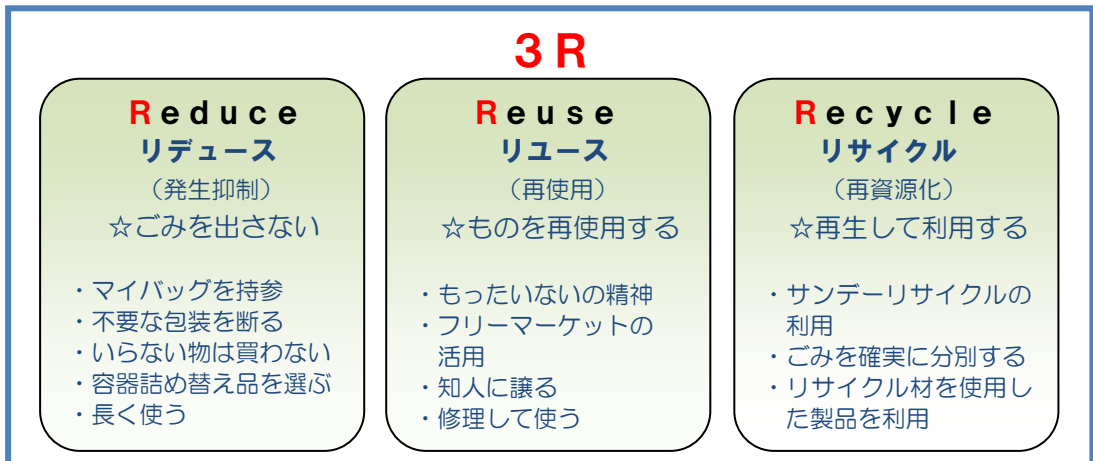 ３Ｒ
Ｒｅｄｕｃｅ
リデュース
（発生抑制）
☆ごみを出さない
・マイバッグを持参
・不要な包装を断る
・いらない物は買わない
・容器詰め替え品を選ぶ
・長く使う
Ｒｅｕｓｅ
リユース
（再使用）
☆ものを再使用する
・もったいないの精神
・フリーマーケットの
活用
・知人に譲る
・修理して使う
Ｒｅｃｙｃｌｅ
リサイクル
（再資源化）
☆再生して利用する
・サンデーリサイクルの
利用
・ごみを確実に分別する
・リサイクル材を使用し
た製品を利用